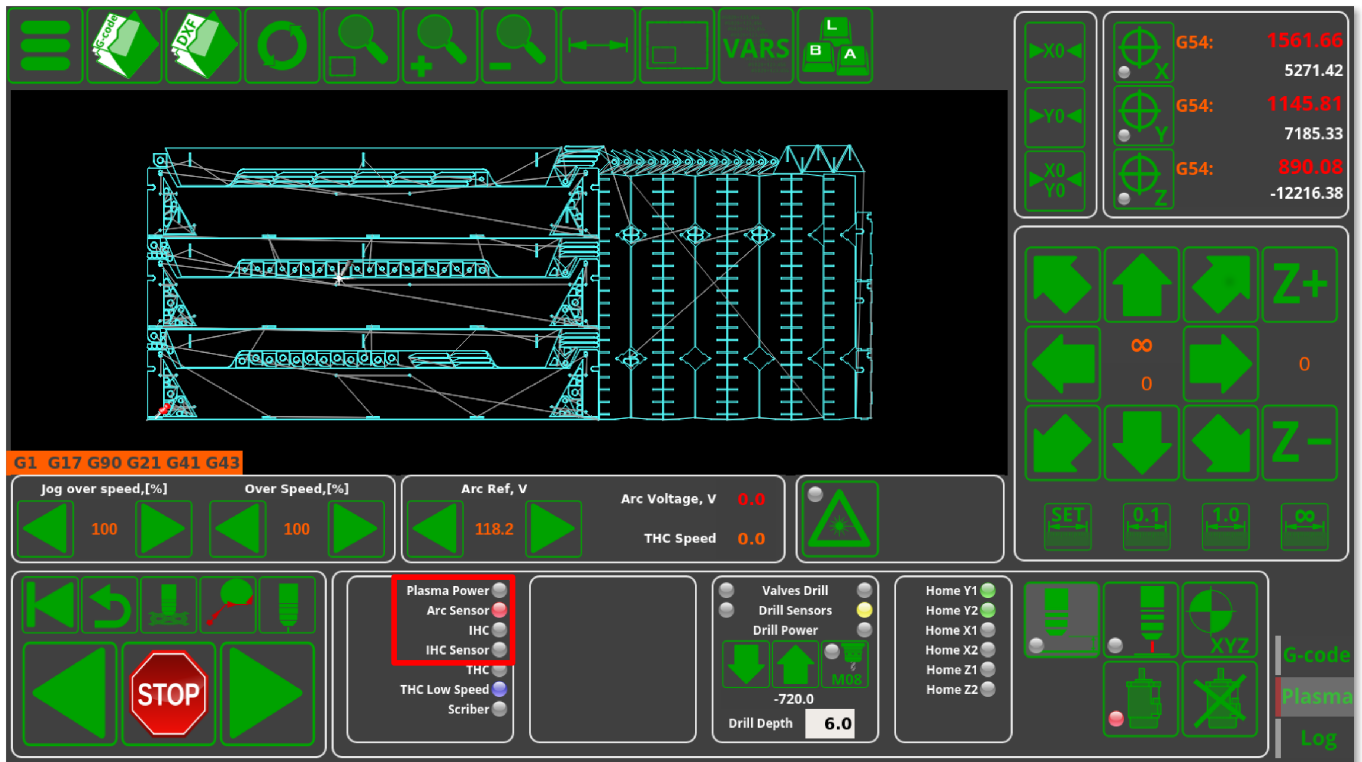 G-code
DXF
VARS
L
B
A
X0
Y0
X0
Y0
X
G54: 1561.66
5271.42
Y
G54: 1145.81
7185.33
Z
G54: 890.08
-12216.38
Z+
∞
0
0
Z-
SET
0.1
1.0
∞
G1 G17 G90 G21 G41 G43
Jog over speed,[%]
100
Over Speed,[%]
100
Arc Ref, V
118.2
Arc Voltage, V 0.0
THC Speed 0.0
STOP
Plasma Power
Arc Sensor
IHC
IHC Sensor
THC
THC Low Speed
Scriber
Valves Drill
Drill Sensors
Drill Power
M08
-720.0
Drill Depth 6.0
Home Y1
Home Y2
Home X1
Home X2
Home Z1
Home Z2
XYZ
G-code
Plasma
Log